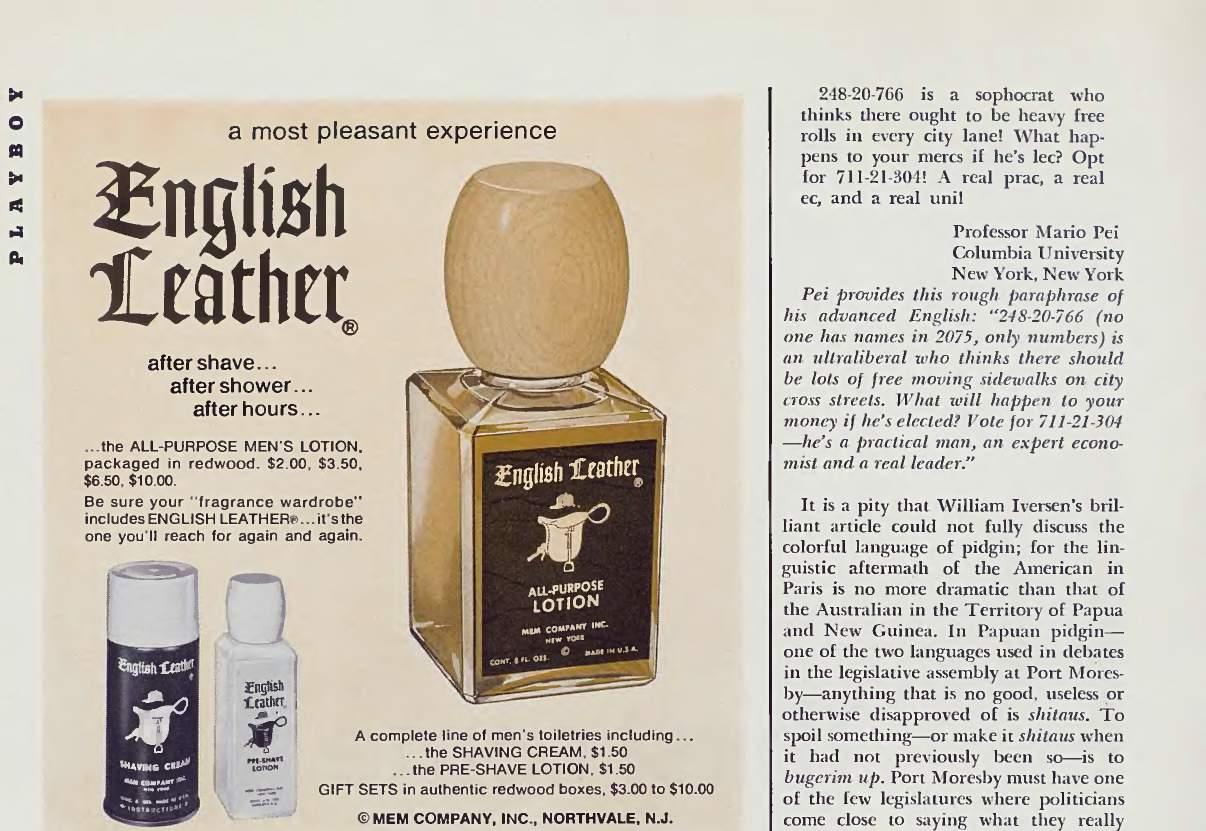 PLAYBOY
a most pleasant experience
English
Leather®
after shave...
after shower...
after hours...
...the ALL-PURPOSE MEN'S LOTION,
packaged in redwood. $2.00, $3.50,
$6.50, $10.00.
Be sure your "fragrance wardrobe"
includes ENGLISH LEATHER®...it's the
one you'll reach for again and again.
English Leather
®
ALL-PURPOSE
LOTION
MEM COMPANY INC.
NEW YORK
CONT. 8 FL. OZS. © MADE IN U.S.A.
English Leather
®
SHAVING CREAM
MEM COMPANY INC.
NEW YORK
English
Leather
PRE-SHAVE
LOTION
A complete line of men's toiletries including...
...the SHAVING CREAM, $1.50
...the PRE-SHAVE LOTION, $1.50
GIFT SETS in authentic redwood boxes, $3.00 to $10.00
© MEM COMPANY, INC., NORTHVALE, N.J.
248-20-766 is a sophocrat who
thinks there ought to be heavy free
rolls in every city lane! What hap-
pens to your mercs if he's lec? Opt
for 711-21-304! A real prac, a real
ec, and a real unil
Professor Mario Pei
Columbia University
New York, New York
Pei provides this rough paraphrase of
his advanced English: "248-20-766 (no
one has names in 2075, only numbers) is
an ultraliberal who thinks there should
be lots of free moving sidewalks on city
cross streets. What will happen to your
money if he's elected? Vote for 711-21-304
—he's a practical man, an expert econo-
mist and a real leader."
It is a pity that William Iversen's bril-
liant article could not fully discuss the
colorful language of pidgin; for the lin-
guistic aftermath of the American in
Paris is no more dramatic than that of
the Australian in the Territory of Papua
and New Guinea. In Papuan pidgin—
one of the two languages used in debates
in the legislative assembly at Port Mores-
by—anything that is no good, useless or
otherwise disapproved of is shitaus. To
spoil something—or make it shitaus when
it had not previously been so—is to
bugerim up. Port Moresby must have one
of the few legislatures where politicians
come close to saying what they really